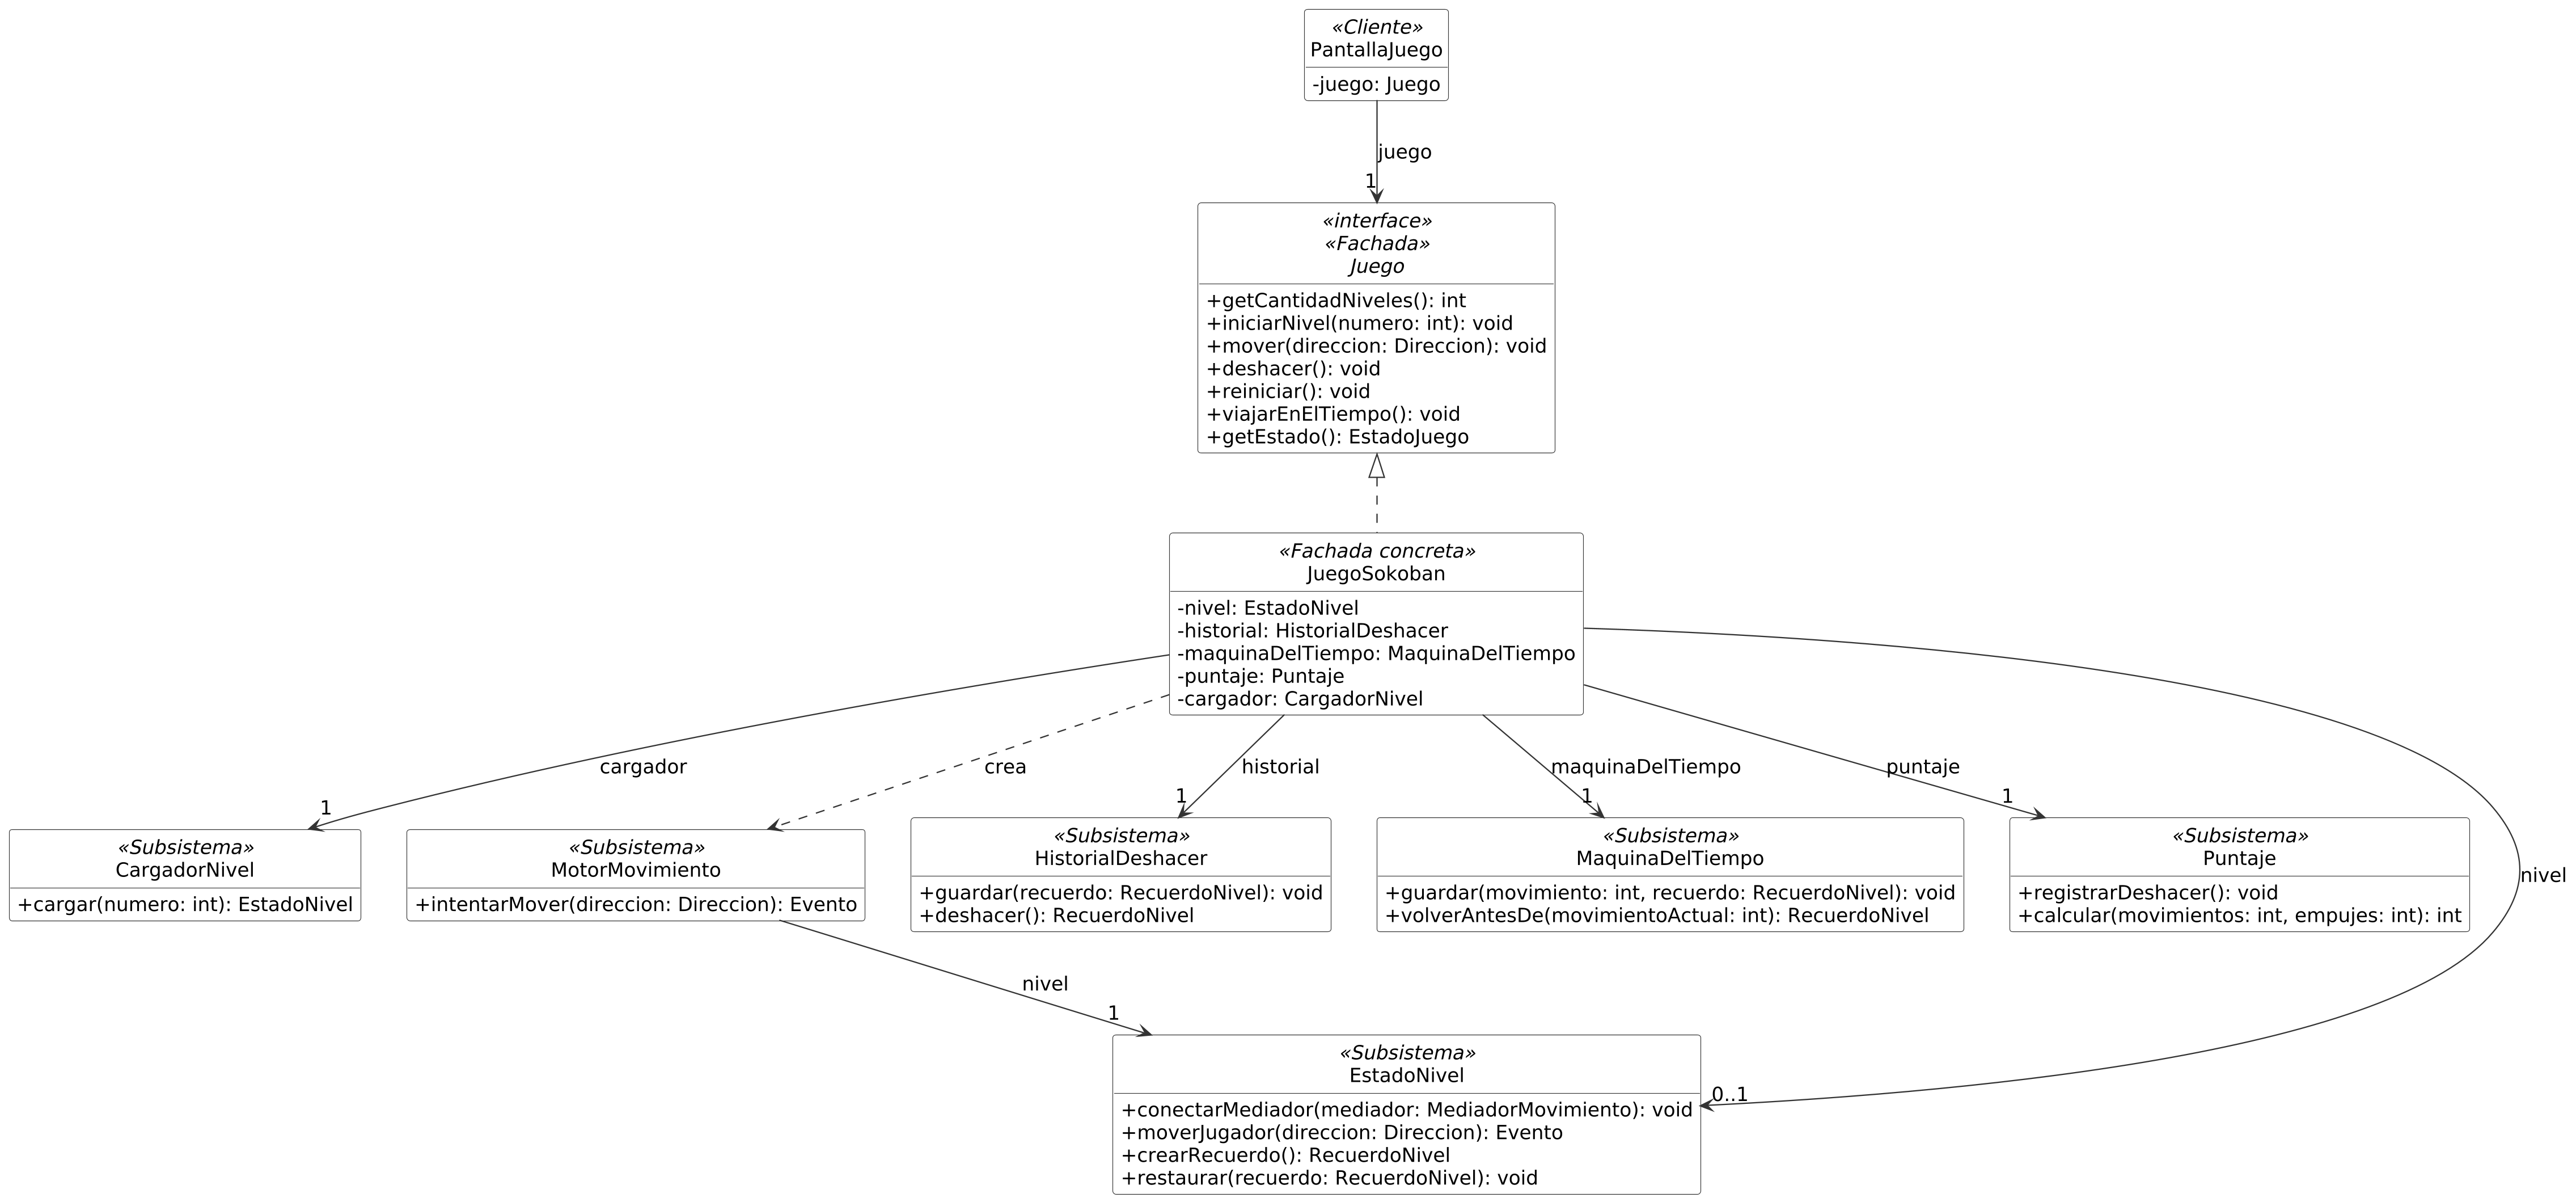 «Cliente»
PantallaJuego
-juego: Juego
juego
1
«interface»
«Fachada»
Juego
+getCantidadNiveles(): int
+iniciarNivel(numero: int): void
+mover(direccion: Direccion): void
+deshacer(): void
+reiniciar(): void
+viajarEnElTiempo(): void
+getEstado(): EstadoJuego
«Fachada concreta»
JuegoSokoban
-nivel: EstadoNivel
-historial: HistorialDeshacer
-maquinaDelTiempo: MaquinaDelTiempo
-puntaje: Puntaje
-cargador: CargadorNivel
cargador
crea
historial
maquinaDelTiempo
puntaje
1
1
1
1
«Subsistema»
CargadorNivel
+cargar(numero: int): EstadoNivel
«Subsistema»
MotorMovimiento
+intentarMover(direccion: Direccion): Evento
«Subsistema»
HistorialDeshacer
+guardar(recuerdo: RecuerdoNivel): void
+deshacer(): RecuerdoNivel
«Subsistema»
MaquinaDelTiempo
+guardar(movimiento: int, recuerdo: RecuerdoNivel): void
+volverAntesDe(movimientoActual: int): RecuerdoNivel
«Subsistema»
Puntaje
+registrarDeshacer(): void
+calcular(movimientos: int, empujes: int): int
nivel
nivel
1
0..1
«Subsistema»
EstadoNivel
+conectarMediador(mediador: MediadorMovimiento): void
+moverJugador(direccion: Direccion): Evento
+crearRecuerdo(): RecuerdoNivel
+restaurar(recuerdo: RecuerdoNivel): void